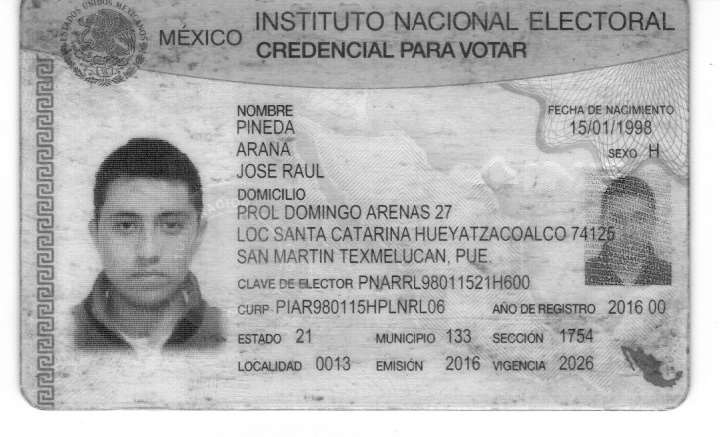 ESTADOS UNIDOS MEXICANOS
MÉXICO INSTITUTO NACIONAL ELECTORAL
CREDENCIAL PARA VOTAR
NOMBRE
PINEDA
ARANA
JOSE RAUL
FECHA DE NACIMIENTO
15/01/1998
SEXO H
DOMICILIO
PROL DOMINGO ARENAS 27
LOC SANTA CATARINA HUEYATZACOALCO 74125
SAN MARTIN TEXMELUCAN, PUE.
CLAVE DE ELECTOR PNARRL98011521H600
CURP PIAR980115HPLNRL06 AÑO DE REGISTRO 2016 00
ESTADO 21 MUNICIPIO 133 SECCIÓN 1754
LOCALIDAD 0013 EMISIÓN 2016 VIGENCIA 2026